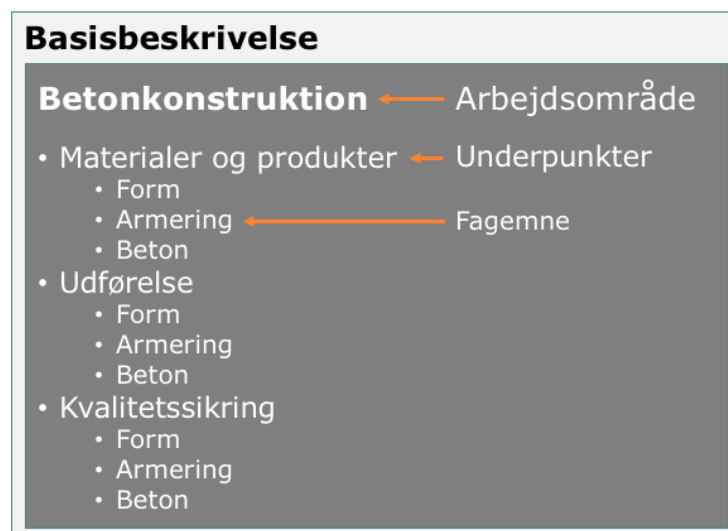 Basisbeskrivelse
Betonkonstruktion Arbejdsområde
• Materialer og produkter Underpunkter
• Form
• Armering Fagemne
• Beton
• Udførelse
• Form
• Armering
• Beton
• Kvalitetssikring
• Form
• Armering
• Beton